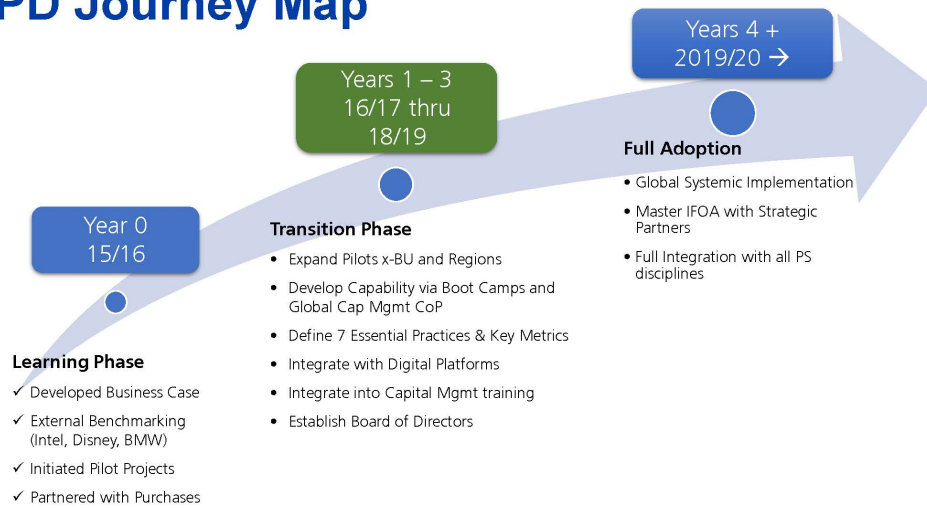 PD Journey Map
Year 0
15/16
Learning Phase
✓ Developed Business Case
✓ External Benchmarking
(Intel, Disney, BMW)
✓ Initiated Pilot Projects
✓ Partnered with Purchases
Years 1 – 3
16/17 thru
18/19
Transition Phase
• Expand Pilots x-BU and Regions
• Develop Capability via Boot Camps and
Global Cap Mgmt CoP
• Define 7 Essential Practices & Key Metrics
• Integrate with Digital Platforms
• Integrate into Capital Mgmt training
• Establish Board of Directors
Years 4 +
2019/20 →
Full Adoption
• Global Systemic Implementation
• Master IFOA with Strategic
Partners
• Full Integration with all PS
disciplines